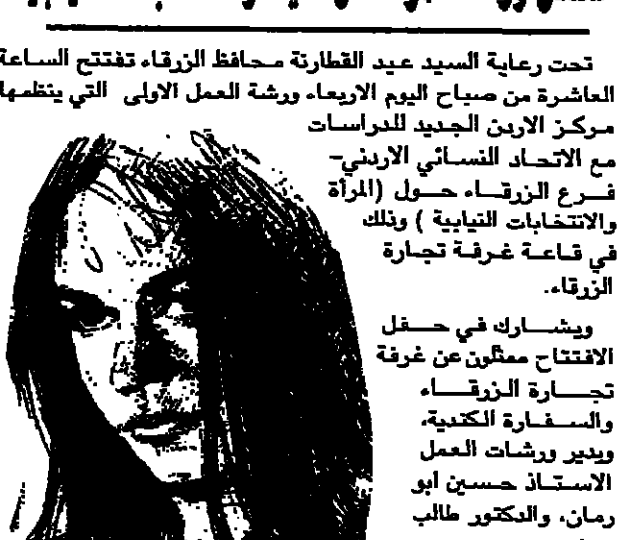 تحت رعاية السيد عيد القطارنة محافظ الزرقاء تفتتح الساعة
العاشرة من صباح اليوم الاربعاء ورشة العمل الاولى التي ينظمها
مركز الاردن الجديد للدراسات
مع الاتحاد النسائي الاردني-
فرع الزرقاء حول (المرأة
والانتخابات النيابية ) وذلك
في قاعة غرفة تجارة
الزرقاء.
ويشارك في حفل
الافتتاح ممثلون عن غرفة
تجارة الزرقاء
والسفارة الكندية،
ويدير ورشات العمل
الاستاذ حسين ابو
رمان، والدكتور طالب